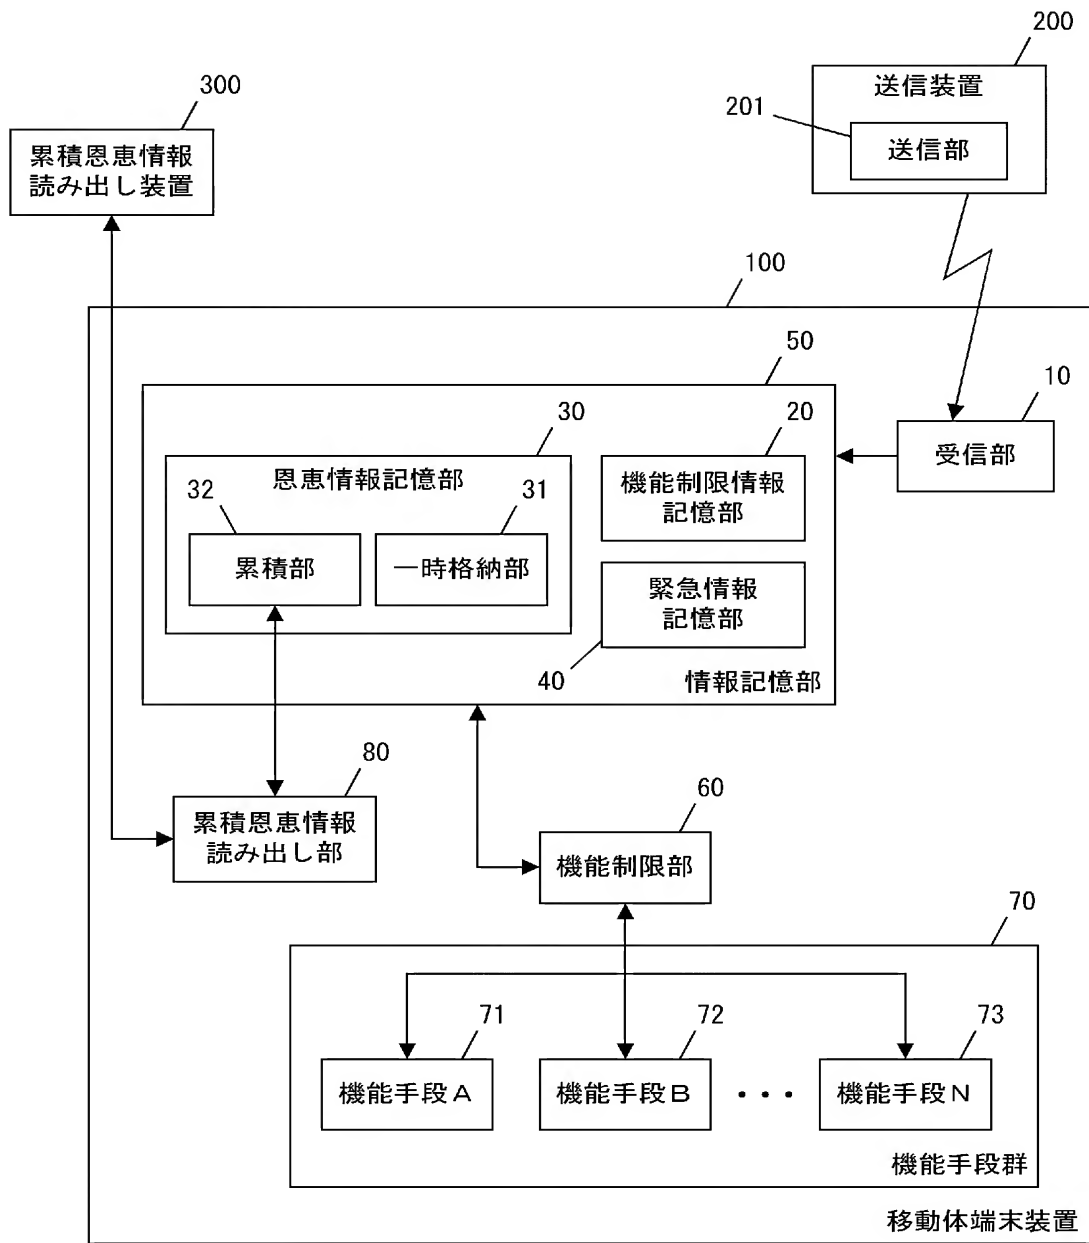 200
送信装置
201
送信部
300
累積恩恵情報
読み出し装置
100
50
10
受信部
30
20
恩恵情報記憶部
機能制限情報
記憶部
32
31
累積部
一時格納部
緊急情報
記憶部
40
情報記憶部
80
累積恩恵情報
読み出し部
60
機能制限部
70
71
72
73
機能手段A
機能手段B
・・・
機能手段N
機能手段群
移動体端末装置